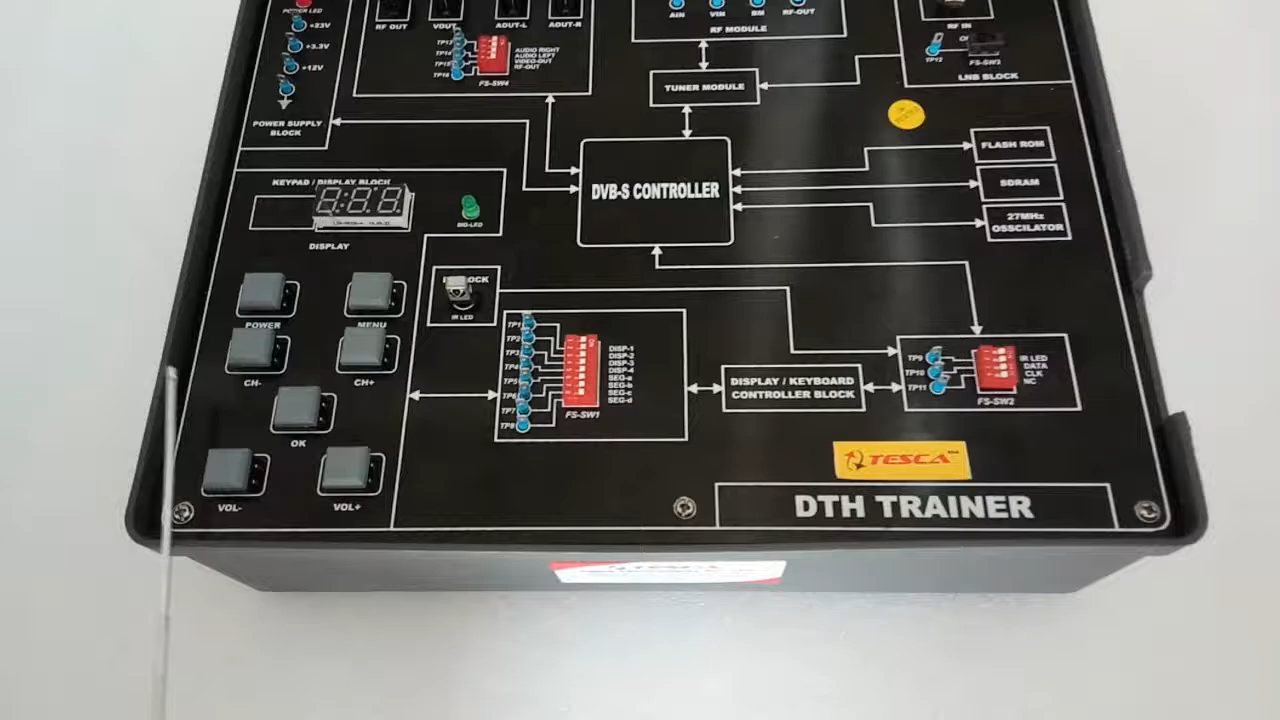 POWER LED
+23V
+3.3V
+12V
POWER SUPPLY
BLOCK
RF OUT
VOUT
AOUT-L
AOUT-R
TP13
TP14
TP15
TP16
AUDIO RIGHT
AUDIO LEFT
VIDEO-OUT
RF-OUT
FS-SW4
AIN
VIN
BM
RF-OUT
RF MODULE
TUNER MODULE
RF IN
TP12
FS-SW3
LNB BLOCK
DVB-S CONTROLLER
FLASH ROM
SDRAM
27MHz
OSSCILATOR
KEYPAD / DISPLAY BLOCK
DISPLAY
SIG-LED
POWER
MENU
CH-
CH+
OK
VOL-
VOL+
IR LED
TP1
TP2
TP3
TP4
TP5
TP6
TP7
TP8
DISP-1
DISP-2
DISP-3
DISP-4
SEG-a
SEG-b
SEG-c
SEG-d
FS-SW1
DISPLAY / KEYBOARD
CONTROLLER BLOCK
TP9
TP10
TP11
IR LED
DATA
CLK
NC
FS-SW2
TESCA
DTH TRAINER